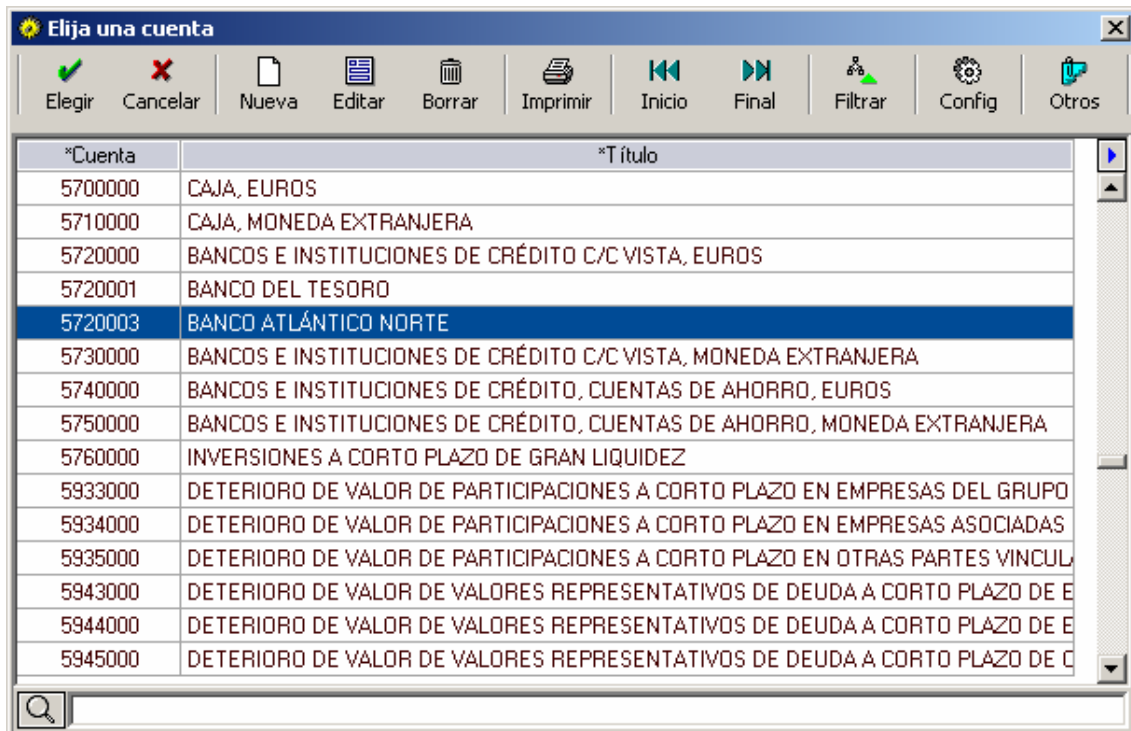 Elija una cuenta
Elegir Cancelar Nueva Editar Borrar Imprimir Inicio Final Filtrar Config Otros
*Cuenta *Título
5700000 CAJA, EUROS
5710000 CAJA, MONEDA EXTRANJERA
5720000 BANCOS E INSTITUCIONES DE CRÉDITO C/C VISTA, EUROS
5720001 BANCO DEL TESORO
5720003 BANCO ATLÁNTICO NORTE
5730000 BANCOS E INSTITUCIONES DE CRÉDITO C/C VISTA, MONEDA EXTRANJERA
5740000 BANCOS E INSTITUCIONES DE CRÉDITO, CUENTAS DE AHORRO, EUROS
5750000 BANCOS E INSTITUCIONES DE CRÉDITO, CUENTAS DE AHORRO, MONEDA EXTRANJERA
5760000 INVERSIONES A CORTO PLAZO DE GRAN LIQUIDEZ
5933000 DETERIORO DE VALOR DE PARTICIPACIONES A CORTO PLAZO EN EMPRESAS DEL GRUPO
5934000 DETERIORO DE VALOR DE PARTICIPACIONES A CORTO PLAZO EN EMPRESAS ASOCIADAS
5935000 DETERIORO DE VALOR DE PARTICIPACIONES A CORTO PLAZO EN OTRAS PARTES VINCUL
5943000 DETERIORO DE VALOR DE VALORES REPRESENTATIVOS DE DEUDA A CORTO PLAZO DE E
5944000 DETERIORO DE VALOR DE VALORES REPRESENTATIVOS DE DEUDA A CORTO PLAZO DE E
5945000 DETERIORO DE VALOR DE VALORES REPRESENTATIVOS DE DEUDA A CORTO PLAZO DE